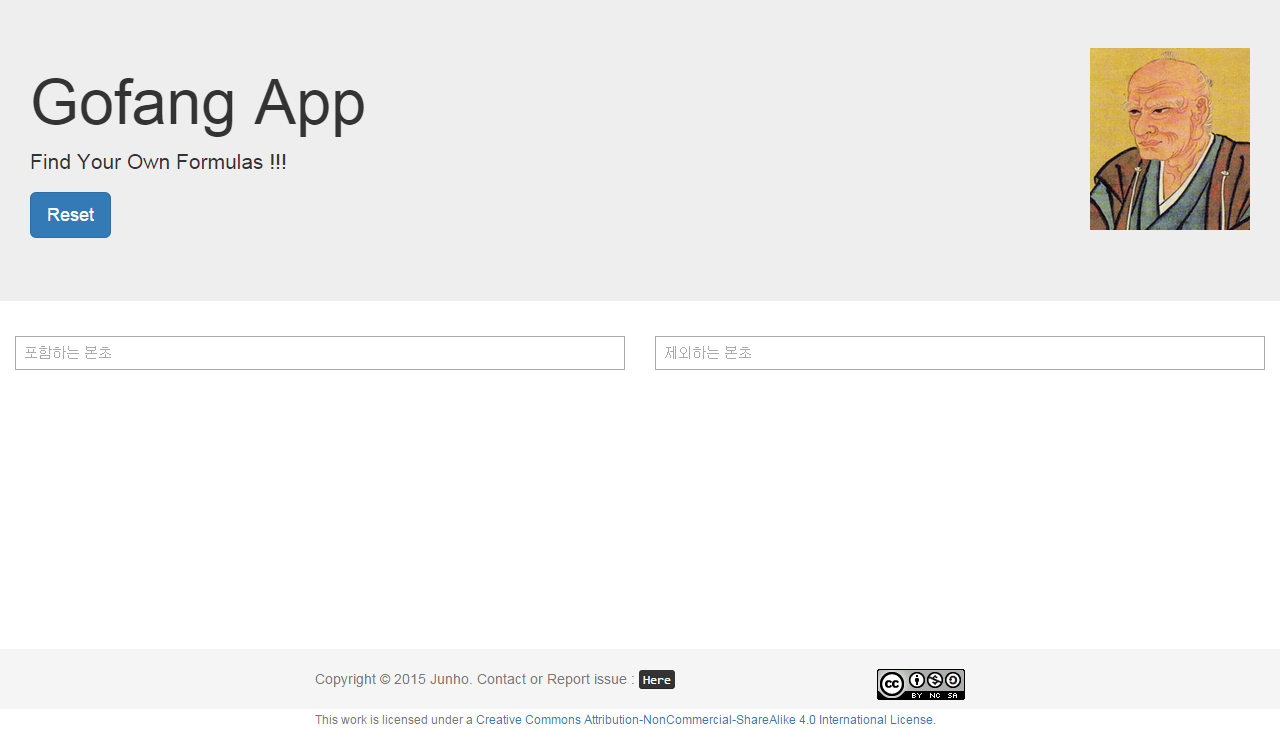 Gofang App
Find Your Own Formulas !!!
Reset
포함하는 본초
제외하는 본초
Copyright © 2015 Junho. Contact or Report issue : Here
cc BY NC SA
This work is licensed under a Creative Commons Attribution-NonCommercial-ShareAlike 4.0 International License.